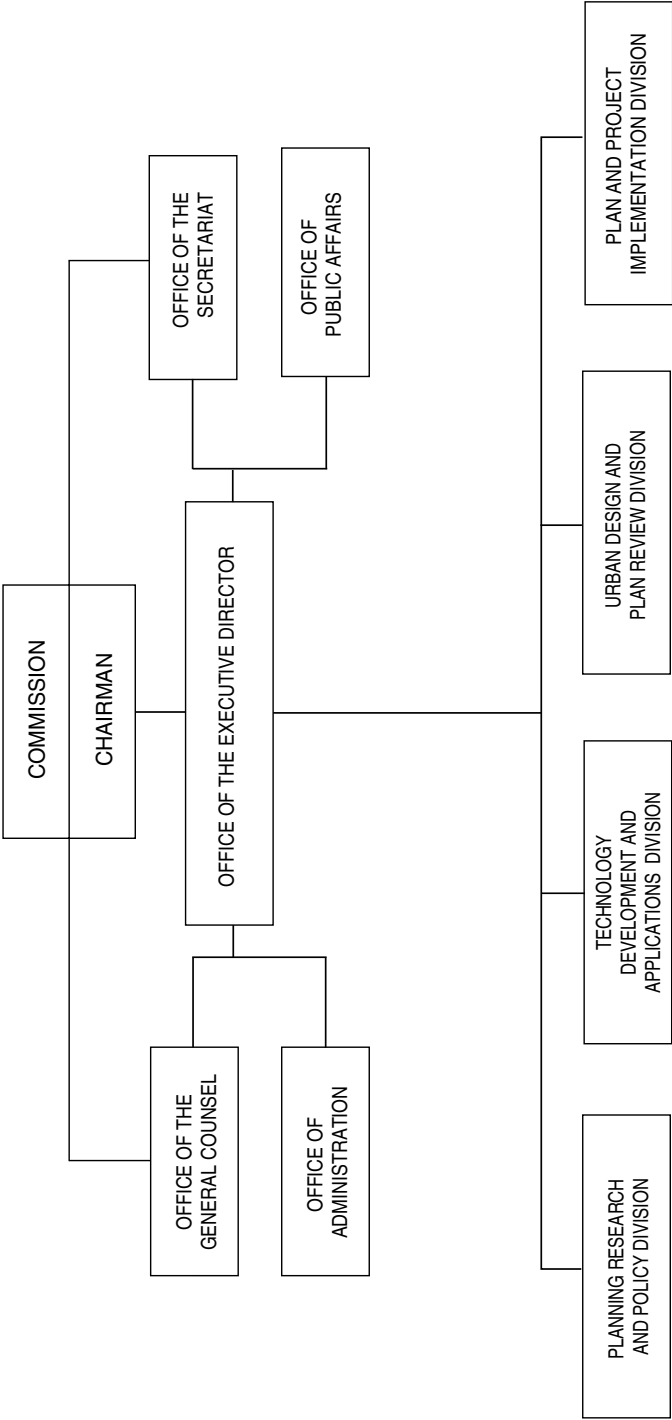 COMMISSION
CHAIRMAN
OFFICE OF THE
GENERAL COUNSEL
OFFICE OF THE EXECUTIVE DIRECTOR
OFFICE OF THE
SECRETARIAT
OFFICE OF
ADMINISTRATION
OFFICE OF
PUBLIC AFFAIRS
PLANNING RESEARCH
AND POLICY DIVISION
TECHNOLOGY
DEVELOPMENT AND
APPLICATIONS DIVISION
URBAN DESIGN AND
PLAN REVIEW DIVISION
PLAN AND PROJECT
IMPLEMENTATION DIVISION